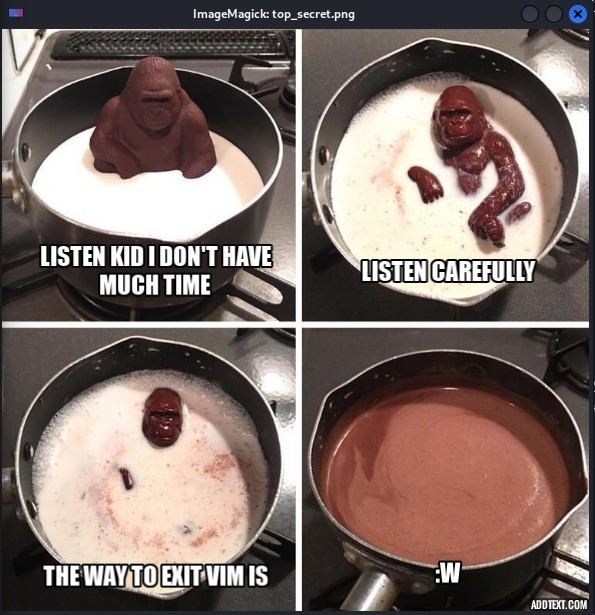 ImageMagick: top_secret.png
LISTEN KID I DON'T HAVE
MUCH TIME
LISTEN CAREFULLY
THE WAY TO EXIT VIM IS
:W
ADDTEXT.COM